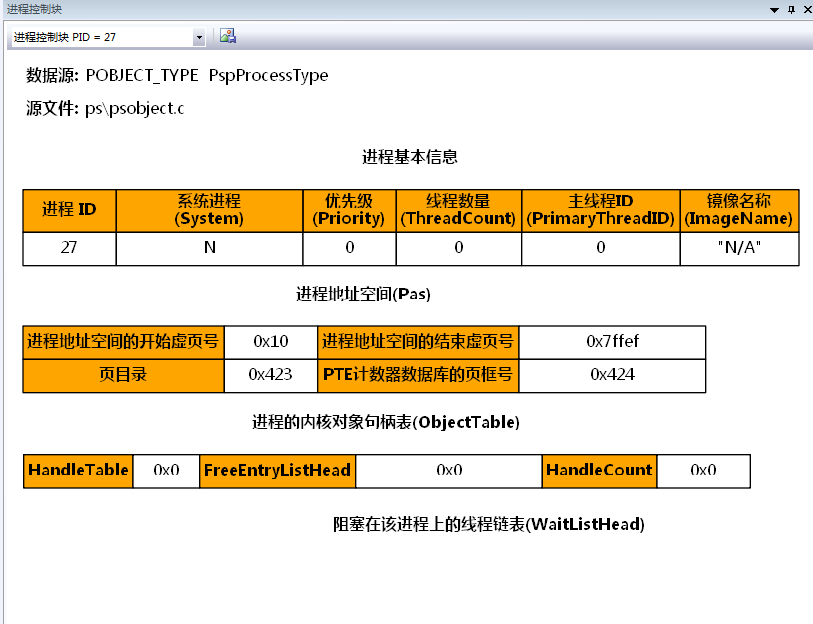 进程控制块
进程控制块 PID = 27
数据源: POBJECT_TYPE PspProcessType
源文件: ps\psobject.c
进程基本信息
进程 ID 系统进程 (System) 优先级 (Priority) 线程数量 (ThreadCount) 主线程ID (PrimaryThreadID) 镜像名称 (ImageName)
27 N 0 0 0 "N/A"
进程地址空间(Pas)
进程地址空间的开始虚页号 0x10 进程地址空间的结束虚页号 0x7ffef
页目录 0x423 PTE计数器数据库的页框号 0x424
进程的内核对象句柄表(ObjectTable)
HandleTable 0x0 FreeEntryListHead 0x0 HandleCount 0x0
阻塞在该进程上的线程链表(WaitListHead)